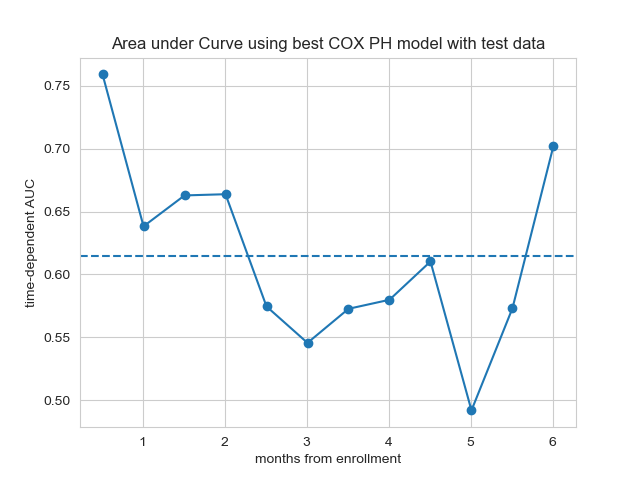 Area under Curve using best COX PH model with test data
time-dependent AUC
0.75
0.70
0.65
0.60
0.55
0.50
1 2 3 4 5 6
months from enrollment